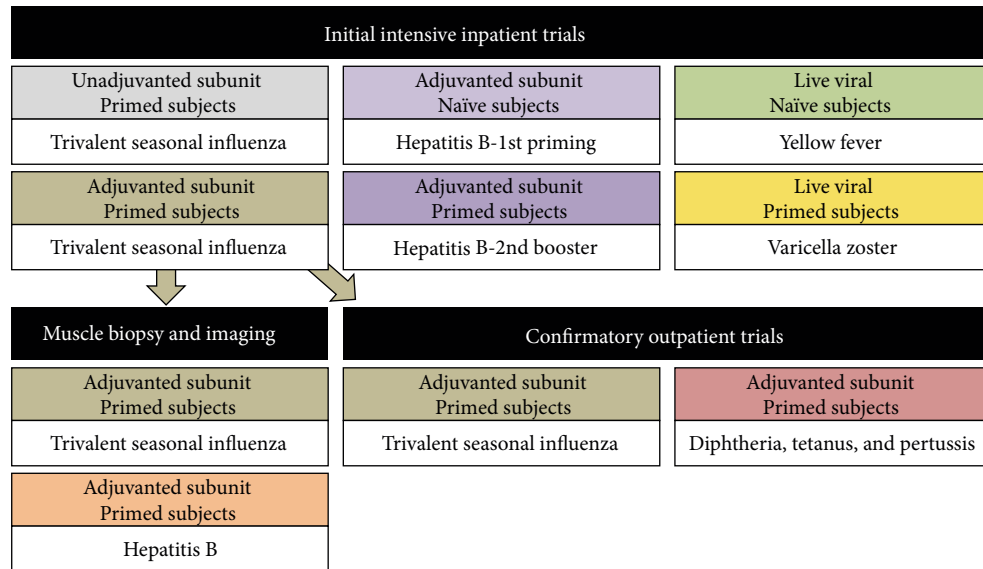 Initial intensive inpatient trials
Unadjuvanted subunit
Primed subjects
Trivalent seasonal influenza
Adjuvanted subunit
Naïve subjects
Hepatitis B-1st priming
Live viral
Naïve subjects
Yellow fever
Adjuvanted subunit
Primed subjects
Trivalent seasonal influenza
Adjuvanted subunit
Primed subjects
Hepatitis B-2nd booster
Live viral
Primed subjects
Varicella zoster
Muscle biopsy and imaging
Confirmatory outpatient trials
Adjuvanted subunit
Primed subjects
Trivalent seasonal influenza
Adjuvanted subunit
Primed subjects
Trivalent seasonal influenza
Adjuvanted subunit
Primed subjects
Diphtheria, tetanus, and pertussis
Adjuvanted subunit
Primed subjects
Hepatitis B